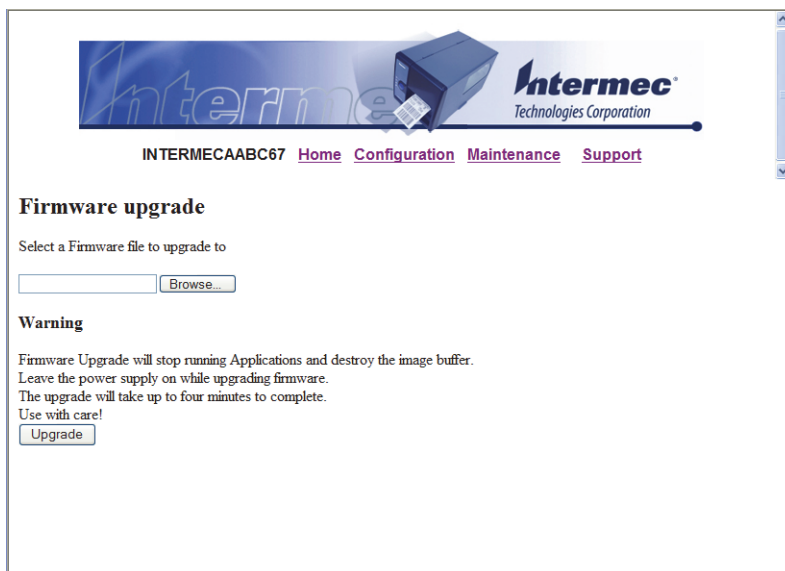 Interme
Intermec®
Technologies Corporation
INTERMECAABC67 Home Configuration Maintenance Support
Firmware upgrade
Select a Firmware file to upgrade to
Browse...
Warning
Firmware Upgrade will stop running Applications and destroy the image buffer.
Leave the power supply on while upgrading firmware.
The upgrade will take up to four minutes to complete.
Use with care!
Upgrade